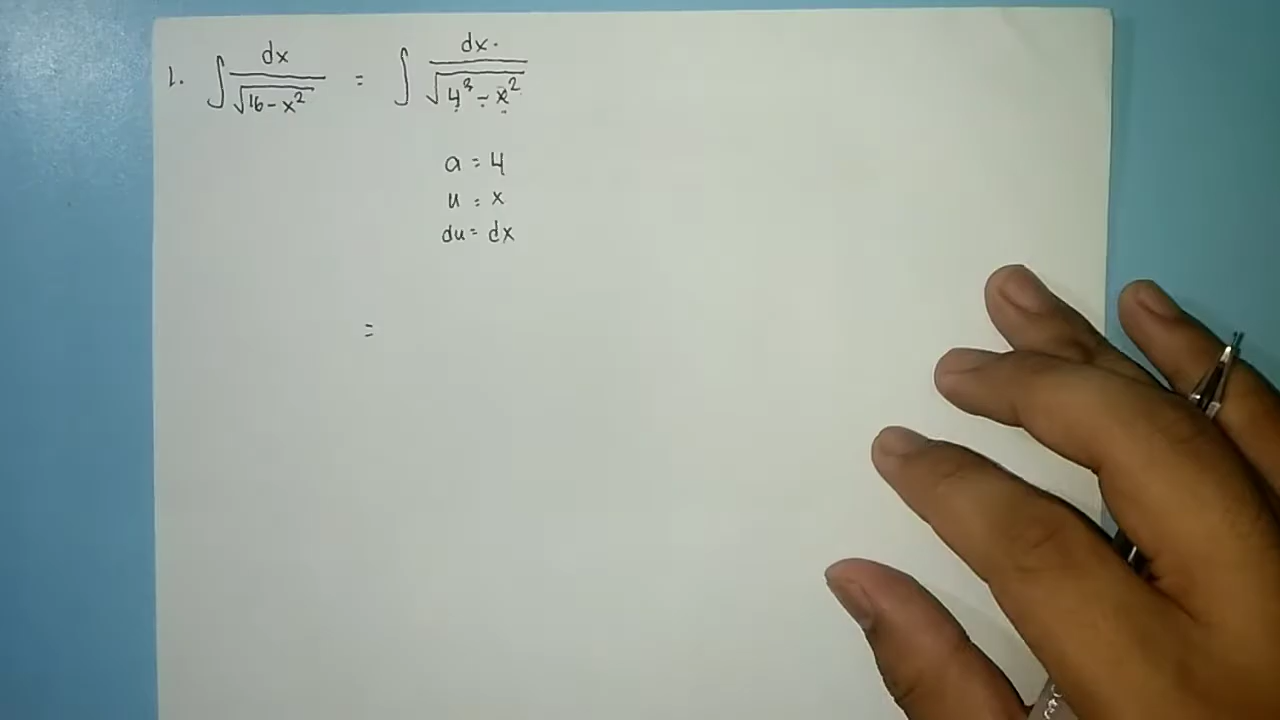 1. ∫ dx / √(16 - x²) = ∫ dx / √(4² - x²)
a = 4
u = x
du = dx
=